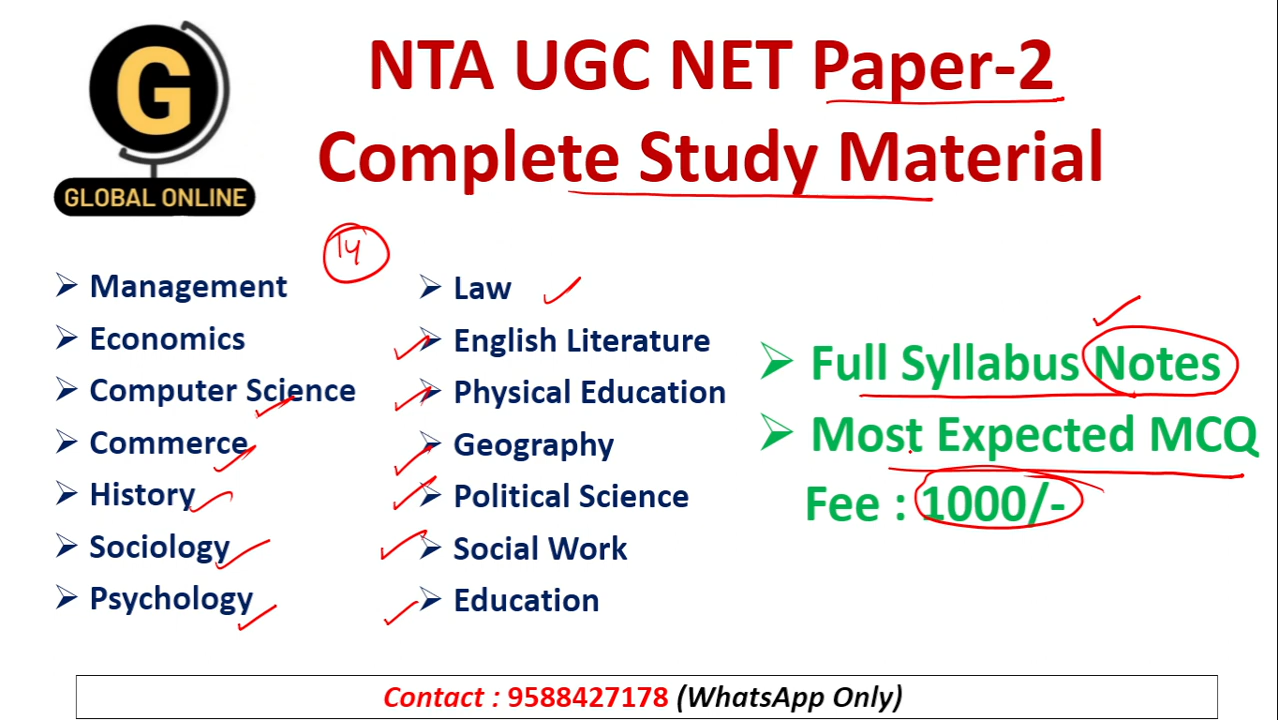 G
GLOBAL ONLINE
NTA UGC NET Paper-2
Complete Study Material
14
Management
Economics
Computer Science
Commerce
History
Sociology
Psychology
Law
English Literature
Physical Education
Geography
Political Science
Social Work
Education
Full Syllabus Notes
Most Expected MCQ
Fee : 1000/-
Contact : 9588427178 (WhatsApp Only)